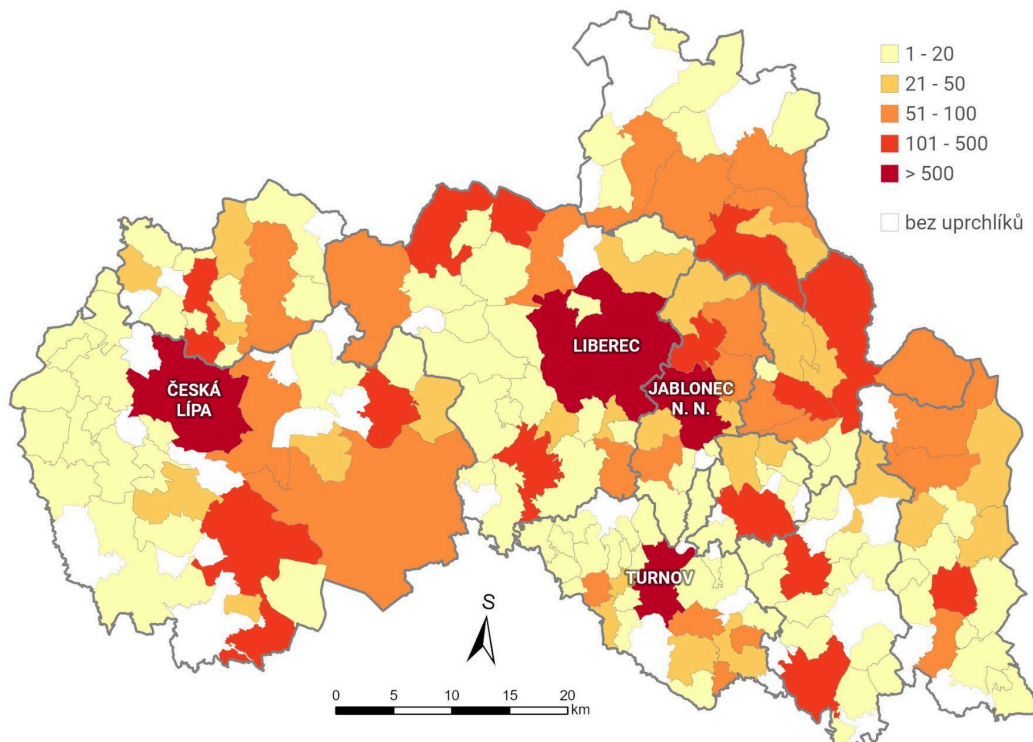 1 - 20
21 - 50
51 - 100
101 - 500
> 500
bez uprchlíků
LIBEREC
JABLONEC
N. N.
ČESKÁ
LÍPA
TURNOV
S
0 5 10 15 20
km